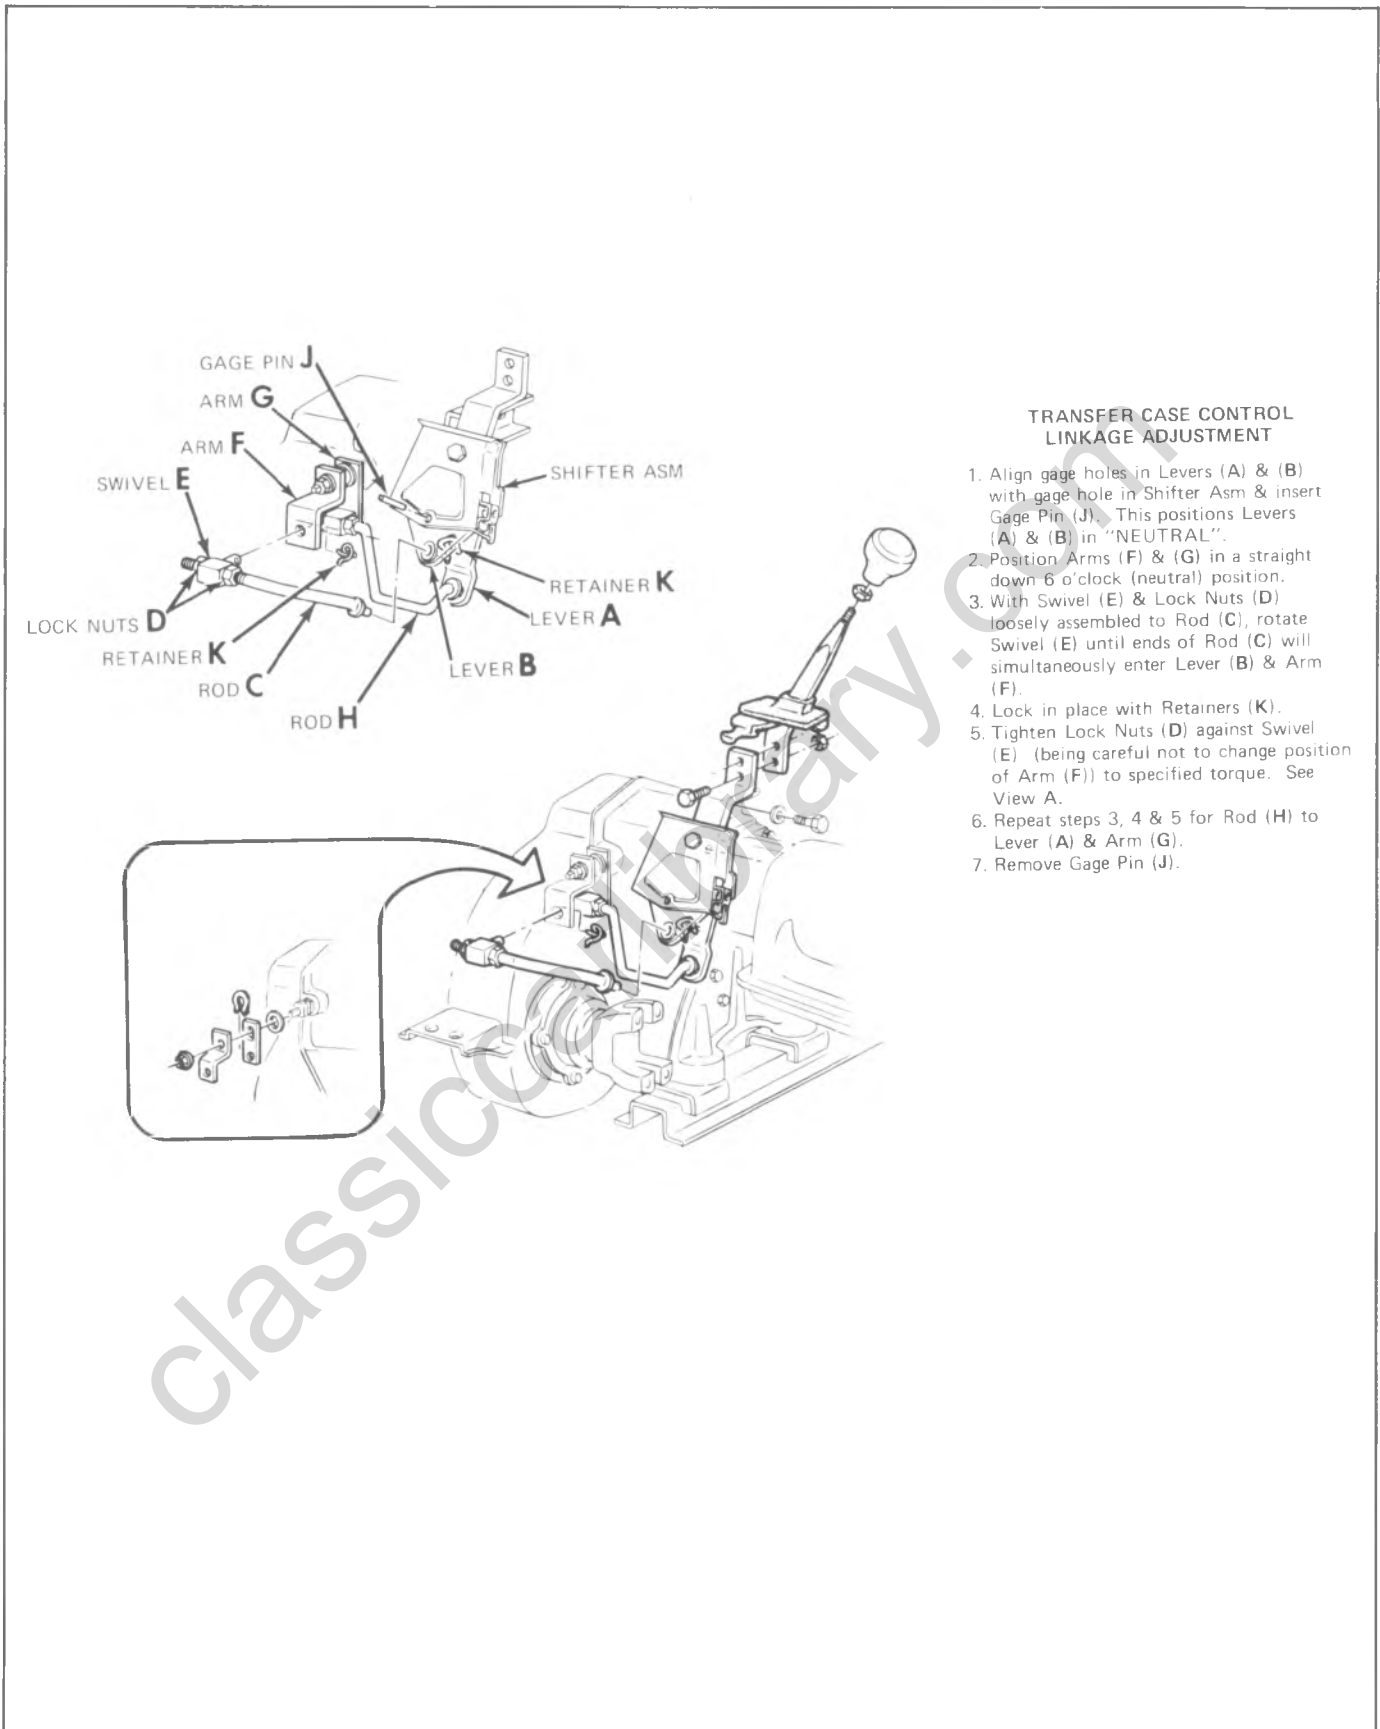 GAGE PIN J
ARM G
ARM F
SWIVEL E
SHIFTER ASM
RETAINER K
LEVER A
LOCK NUTS D
RETAINER K
LEVER B
ROD C
ROD H
TRANSFER CASE CONTROL
LINKAGE ADJUSTMENT
1. Align gage holes in Levers (A) & (B)
with gage hole in Shifter Asm & insert
Gage Pin (J). This positions Levers
(A) & (B) in "NEUTRAL".
2. Position Arms (F) & (G) in a straight
down 6 o'clock (neutral) position.
3. With Swivel (E) & Lock Nuts (D)
loosely assembled to Rod (C), rotate
Swivel (E) until ends of Rod (C) will
simultaneously enter Lever (B) & Arm
(F).
4. Lock in place with Retainers (K).
5. Tighten Lock Nuts (D) against Swivel
(E) (being careful not to change position
of Arm (F)) to specified torque. See
View A.
6. Repeat steps 3, 4 & 5 for Rod (H) to
Lever (A) & Arm (G).
7. Remove Gage Pin (J).
classiccarlibrary.com